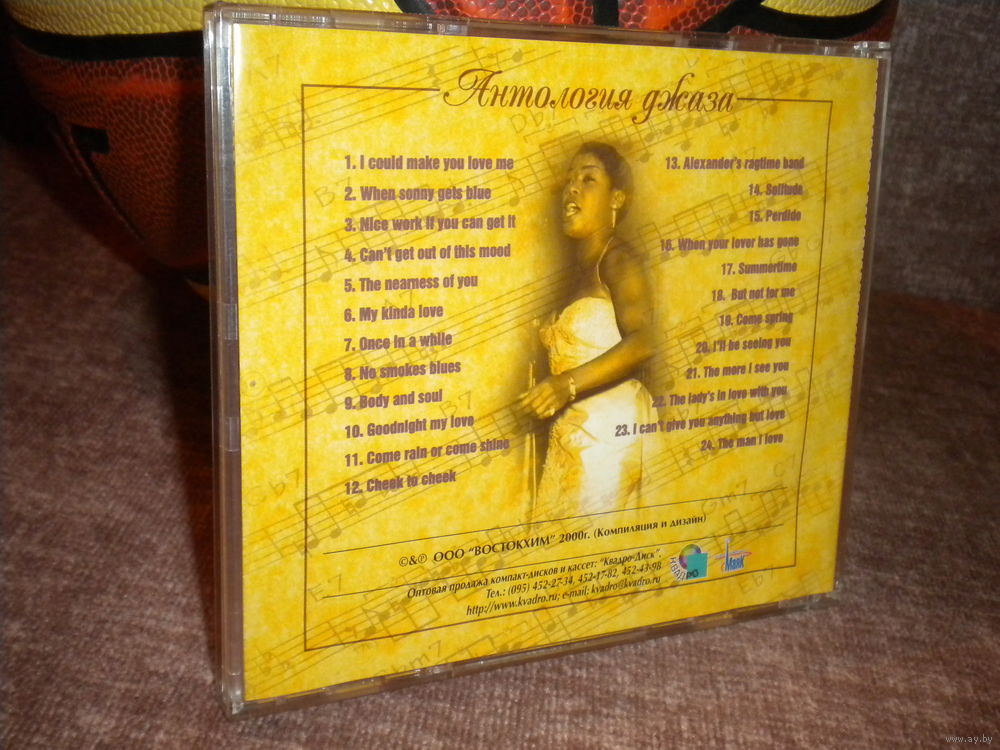 Антология джаза
1. I could make you love me
2. When sonny gets blue
3. Nice work if you can get it
4. Can't get out of this mood
5. The nearness of you
6. My kinda love
7. Once in a while
8. No smokes blues
9. Body and soul
10. Goodnight my love
11. Come rain or come shine
12. Cheek to cheek
13. Alexander's ragtime band
14. Solitude
15. Perdido
16. When your lover has gone
17. Summertime
18. But not for me
19. Come spring
20. I'll be seeing you
21. The more I see you
22. The lady's in love with you
23. I can't give you anything but love
24. The man I love
©&℗ ООО "ВОСТОКХИМ" 2000г. (Компиляция и дизайн)
Оптовая продажа компакт-дисков и кассет: "Квадро-Диск".
Тел.: (095) 452-27-34, 452-17-82, 452-43-98
http://www.kvadro.ru; e-mail: kvadro@kvadro.ru
КВАДРО
Маяк
www.ay.by